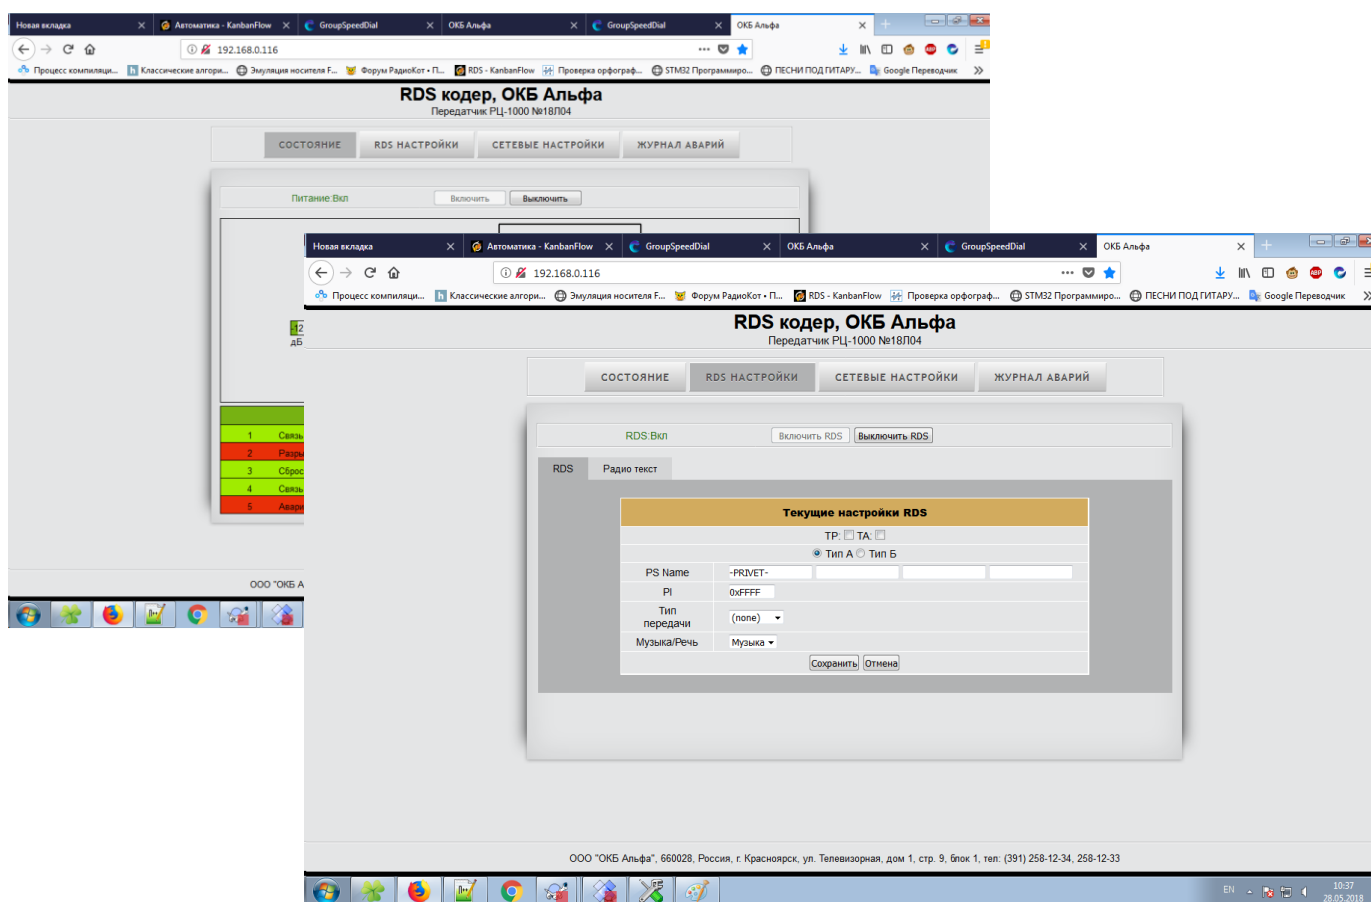 Новая вкладка
Автоматика - KanbanFlow
GroupSpeedDial
ОКБ Альфа
GroupSpeedDial
ОКБ Альфа
192.168.0.116
Процесс компиляци...
Классические алгори...
Эмуляция носителя F...
Форум РадиоКот • П...
RDS - KanbanFlow
Проверка орфограф...
STM32 Программиро...
ПЕСНИ ПОД ГИТАРУ...
Google Переводчик
RDS кодер, ОКБ Альфа
Передатчик РЦ-1000 №18Л04
СОСТОЯНИЕ
RDS НАСТРОЙКИ
СЕТЕВЫЕ НАСТРОЙКИ
ЖУРНАЛ АВАРИЙ
Питание:Вкл
Включить
Выключить
-12
дБ
1 Связь
2
3
4 Связь
5
ООО "ОКБ А
Новая вкладка
Автоматика - KanbanFlow
GroupSpeedDial
ОКБ Альфа
GroupSpeedDial
ОКБ Альфа
192.168.0.116
Процесс компиляци...
Классические алгори...
Эмуляция носителя F...
Форум РадиоКот • П...
RDS - KanbanFlow
Проверка орфограф...
STM32 Программиро...
ПЕСНИ ПОД ГИТАРУ...
Google Переводчик
RDS кодер, ОКБ Альфа
Передатчик РЦ-1000 №18Л04
СОСТОЯНИЕ
RDS НАСТРОЙКИ
СЕТЕВЫЕ НАСТРОЙКИ
ЖУРНАЛ АВАРИЙ
RDS:Вкл
Включить RDS
Выключить RDS
RDS
Радио текст
Текущие настройки RDS
TP: TA:
Тип А Тип Б
PS Name -PRIVET-
PI 0xFFFF
Тип
передачи
(none)
Музыка/Речь Музыка
Сохранить Отмена
ООО "ОКБ Альфа", 660028, Россия, г. Красноярск, ул. Телевизорная, дом 1, стр. 9, блок 1, тел: (391) 258-12-34, 258-12-33
EN
10:37
28.05.2018